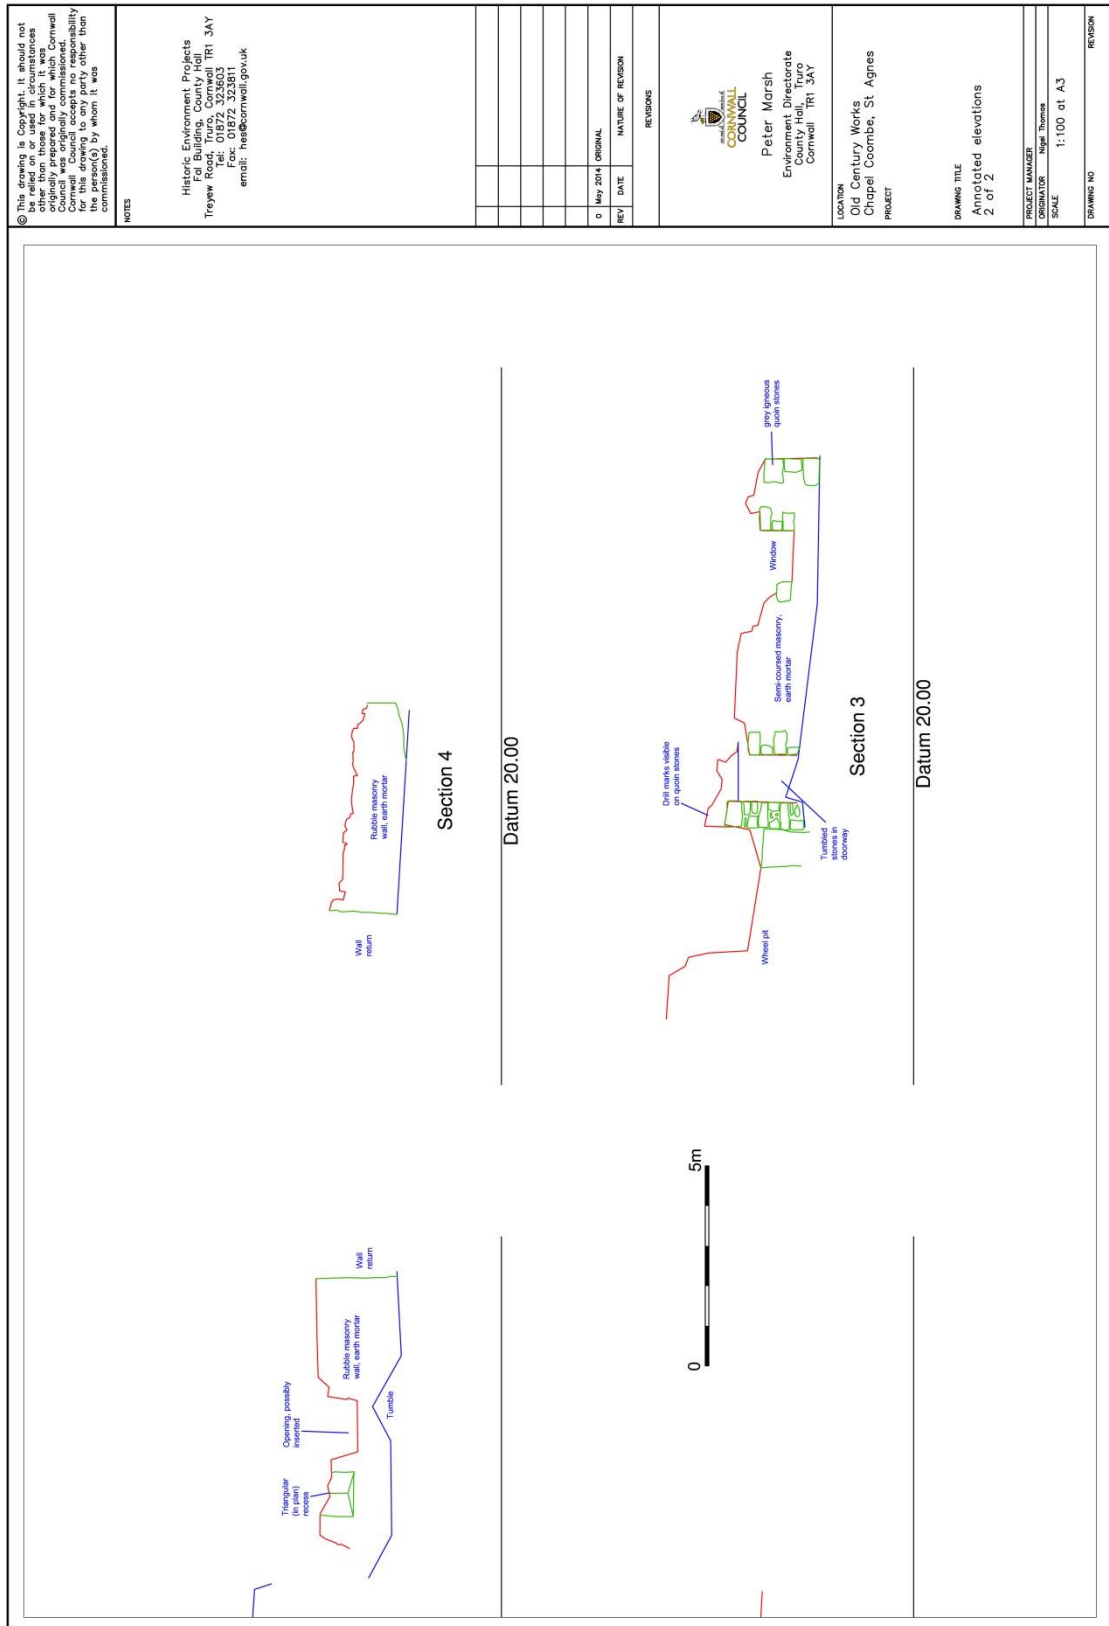 © This drawing is Copyright. It should not
be relied on or used in circumstances
other than those for which it was
originally prepared and for which Cornwall
Council was originally commissioned.
Cornwall Council accepts no responsibility
for this drawing to any party other than
the person(s) by whom it was
commissioned.
NOTES
Historic Environment Projects
Fal Building, County Hall
Treyew Road, Truro, Cornwall TR1 3AY
Tel: 01872 323603
Fax: 01872 323811
email: hes@cornwall.gov.uk
0 May 2014 ORIGINAL
REV DATE NATURE OF REVISION
REVISIONS
CORNWALL
COUNCIL
Peter Marsh
Environment Directorate
County Hall, Truro
Cornwall TR1 3AY
LOCATION
Old Century Works
Chapel Coombe, St Agnes
PROJECT
DRAWING TITLE
Annotated elevations
2 of 2
PROJECT MANAGER
ORIGINATOR Nigel Thomas
SCALE 1:100 at A3
DRAWING NO REVISION
Triangular
(in plan)
recess
Opening, possibly
inserted
Rubble masonry
wall, earth mortar
Wall
return
Tumble
Wall
return
Rubble masonry
wall, earth mortar
Section 4
Datum 20.00
0 5m
Wheel pit
Drill marks visible
on quoin stones
Tumbled
stones in
doorway
Semi-coursed masonry,
earth mortar
Window
grey igneous
quoin stones
Section 3
Datum 20.00